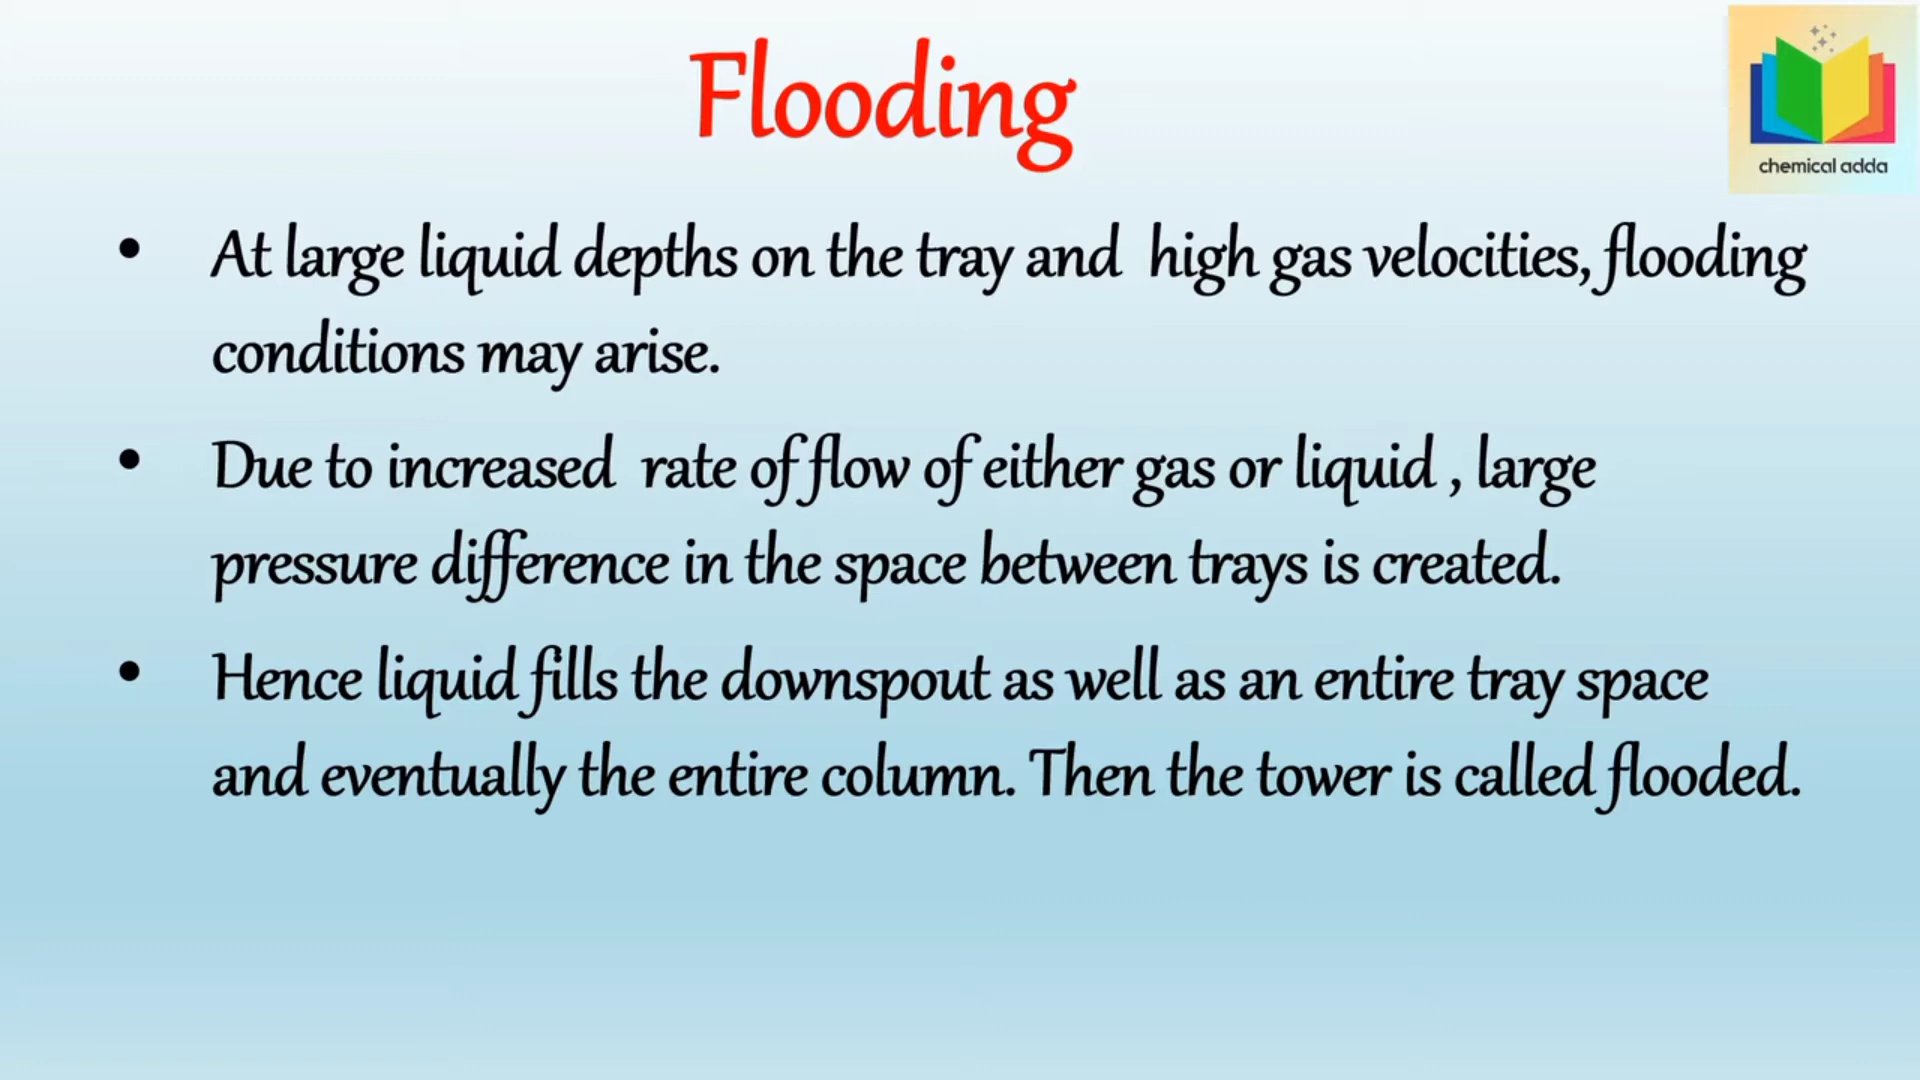 Flooding
chemical adda
• At large liquid depths on the tray and high gas velocities, flooding
conditions may arise.
• Due to increased rate of flow of either gas or liquid , large
pressure difference in the space between trays is created.
• Hence liquid fills the downspout as well as an entire tray space
and eventually the entire column. Then the tower is called flooded.